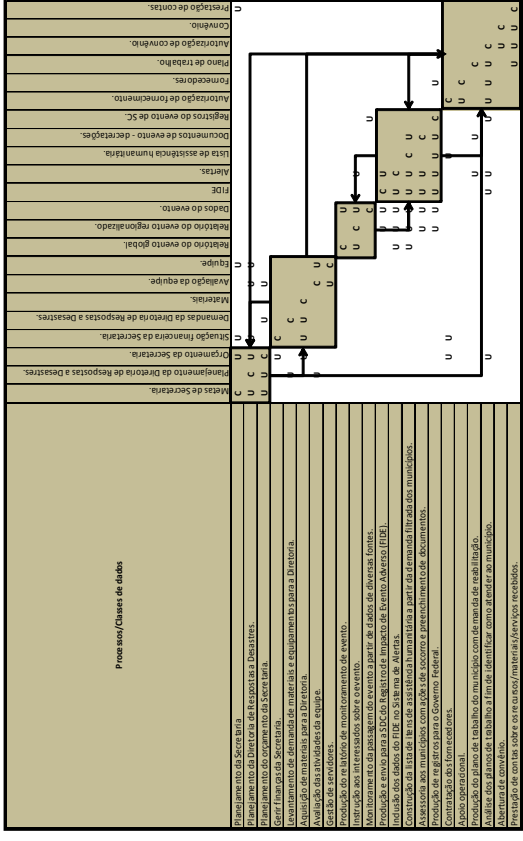 Processos/Classes de dados
Metas de Secretaria.
Planejamento da Diretoria de Respostas a Desastres.
Orçamento da Secretaria.
Situação financeira da Secretaria.
Demandas da Diretoria de Respostas a Desastres.
Materiais.
Avaliação da equipe.
Equipe.
Relatório do evento global.
Relatório do evento regionalizado.
Dados do evento.
FIDE
Alertas.
Lista de assistência humanitária.
Documentos de evento - decretações.
Registros do evento de SC.
Autorização de fornecimento.
Fornecedores.
Plano de trabalho.
Autorização de convênio.
Convênio.
Prestação de contas.
Planejamento da Secretaria
Planejamento da Diretoria de Respostas a Desastres.
Planejamento do orçamento da Secretaria.
Gerir finanças da Secretaria.
Levantamento de demanda de materiais e equipamentos para a Diretoria.
Aquisição de materiais para a Diretoria.
Avaliação das atividades da equipe.
Gestão de servidores.
Produção do relatório de monitoramento de evento.
Instrução aos interessados sobre o evento.
Monitoramento da passagem do evento a partir de dados de diversas fontes.
Produção e envio para a SDC do Registro de Impacto de Evento Adverso (FIDE).
Inclusão dos dados do FIDE no Sistema de Alertas.
Construção da lista de itens de assistência humanitária a partir da demanda filtrada dos municípios.
Assessoria aos municípios com ações de socorro e preenchimento de documentos.
Produção de registros para o Governo Federal.
Contratação dos fornecedores.
Apoio operacional.
Produção do plano de trabalho do município com demanda de reabilitação.
Análise dos planos de trabalho a fim de identificar como atender ao município.
Abertura de convênio.
Prestação de contas sobre os recursos/materiais/serviços recebidos.